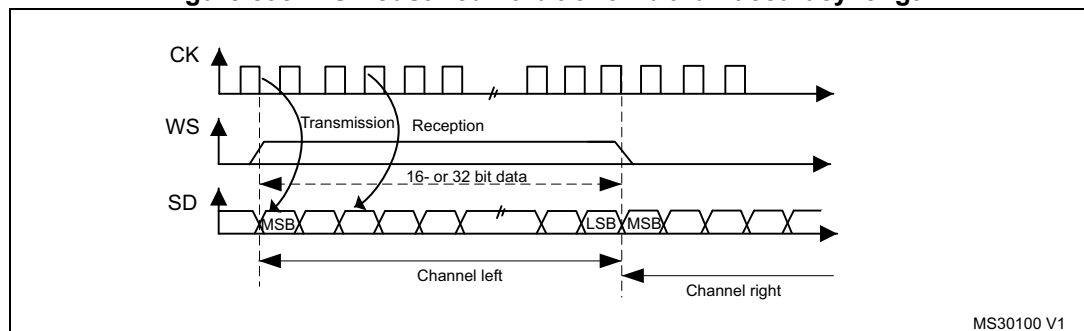 CK
Transmission
Reception
WS
16- or 32 bit data
SD
MSB
LSB
MSB
Channel left
Channel right
MS30100 V1